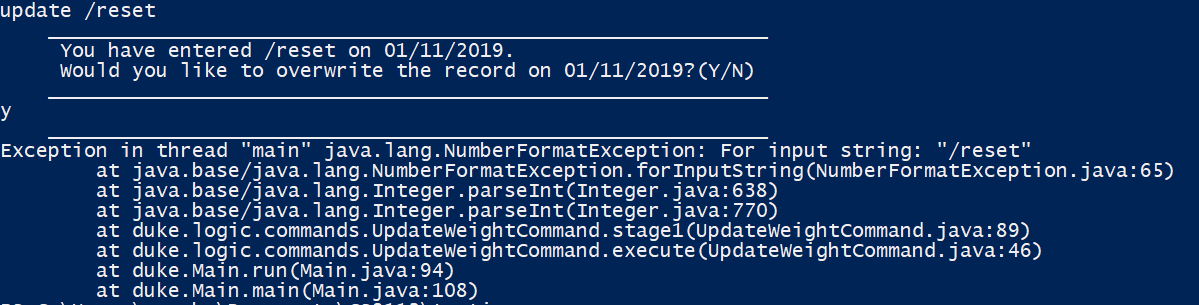 update /reset
____________________________________________________________
You have entered /reset on 01/11/2019.
Would you like to overwrite the record on 01/11/2019?(Y/N)
____________________________________________________________
y
____________________________________________________________
Exception in thread "main" java.lang.NumberFormatException: For input string: "/reset"
at java.base/java.lang.NumberFormatException.forInputString(NumberFormatException.java:65)
at java.base/java.lang.Integer.parseInt(Integer.java:638)
at java.base/java.lang.Integer.parseInt(Integer.java:770)
at duke.logic.commands.UpdateWeightCommand.stage1(UpdateWeightCommand.java:89)
at duke.logic.commands.UpdateWeightCommand.execute(UpdateWeightCommand.java:46)
at duke.Main.run(Main.java:94)
at duke.Main.main(Main.java:108)